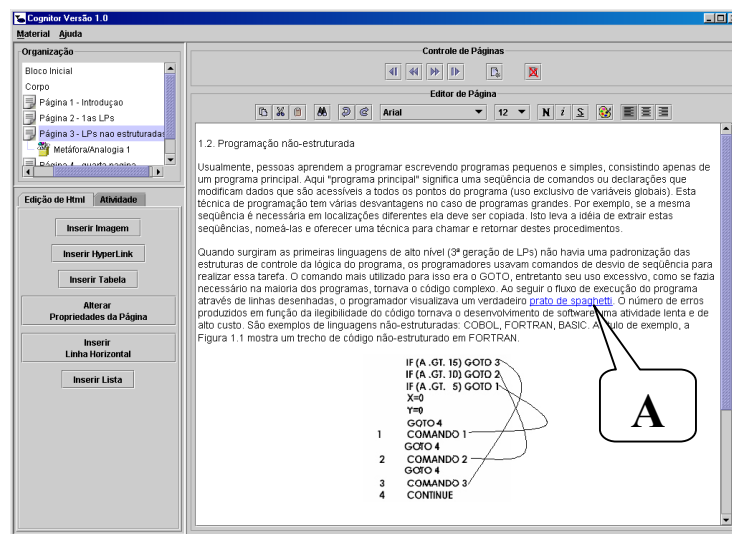 Cognitor Versão 1.0
Material Ajuda
Organização
Bloco Inicial
Corpo
Página 1 - Introduçao
Página 2 - 1as LPs
Página 3 - LPs nao estruturadas
Metáfora/Analogia 1
Página 4 - quarta pagina
Edição de Html Atividade
Inserir Imagem
Inserir HyperLink
Inserir Tabela
Alterar
Propriedades da Página
Inserir
Linha Horizontal
Inserir Lista
Controle de Páginas
Editor de Página
Arial 12 N i S
1.2. Programação não-estruturada
Usualmente, pessoas aprendem a programar escrevendo programas pequenos e simples, consistindo apenas de
um programa principal. Aqui "programa principal" significa uma seqüência de comandos ou declarações que
modificam dados que são acessíveis a todos os pontos do programa (uso exclusivo de variáveis globais). Esta
técnica de programação tem várias desvantagens no caso de programas grandes. Por exemplo, se a mesma
seqüência é necessária em localizações diferentes ela deve ser copiada. Isto leva a idéia de extrair estas
seqüências, nomeá-las e oferecer uma técnica para chamar e retornar destes procedimentos.
Quando surgiram as primeiras linguagens de alto nível (3ª geração de LPs) não havia uma padronização das
estruturas de controle da lógica do programa, os programadores usavam comandos de desvio de seqüência para
realizar essa tarefa. O comando mais utilizado para isso era o GOTO, entretanto seu uso excessivo, como se fazia
necessário na maioria dos programas, tornava o código complexo. Ao seguir o fluxo de execução do programa
através de linhas desenhadas, o programador visualizava um verdadeiro prato de spaghetti. O número de erros
produzidos em função da ilegibilidade do código tornava o desenvolvimento de software uma atividade lenta e de
alto custo. São exemplos de linguagens não-estruturadas: COBOL, FORTRAN, BASIC. A título de exemplo, a
Figura 1.1 mostra um trecho de código não-estruturado em FORTRAN.
IF (A .GT. 15) GOTO 3
IF (A .GT. 10) GOTO 2
IF (A .GT. 5) GOTO 1
X=0
Y=0
GOTO 4
1 COMANDO 1
GOTO 4
2 COMANDO 2
GOTO 4
3 COMANDO 3
4 CONTINUE
A